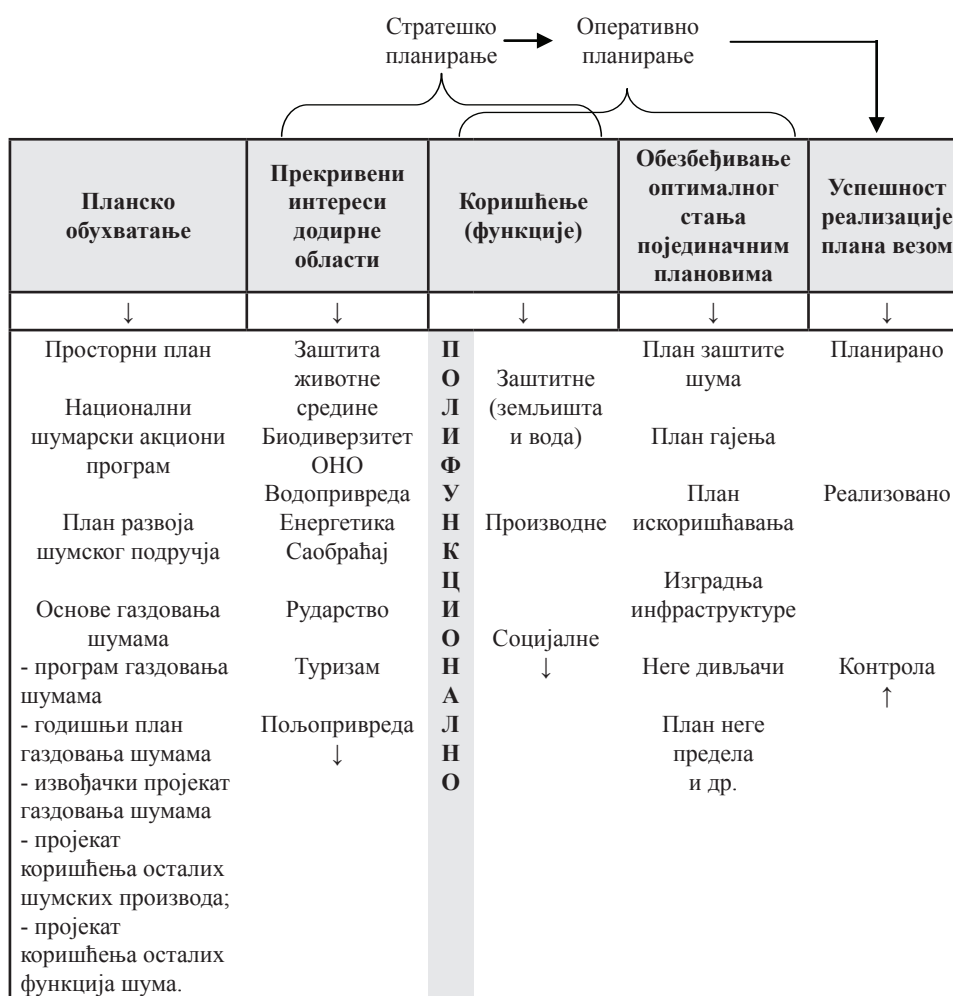 Стратешко
планирање
Оперативно
планирање
Планско
обухватање
Прекривени
интереси
додирне
области
Коришћење
(функције)
Обезбеђивање
оптималног
стања
појединачним
плановима
Успешност
реализације
плана везом
↓ ↓ ↓ ↓ ↓
Просторни план
Национални
шумарски акциони
програм
План развоја
шумског подручја
Основе газдовања
шумама
- програм газдовања
шумама
- годишњи план
газдовања шумама
- извођачки пројекат
газдовања шумама
- пројекат
коришћења осталих
шумских производа;
- пројекат
коришћења осталих
функција шума.
Заштита
животне
средине
Биодиверзитет
ОНО
Водопривреда
Енергетика
Саобраћај
Рударство
Туризам
Пољопривреда
↓
П
О
Л
И
Ф
У
Н
К
Ц
И
О
Н
А
Л
Н
О
Заштитне
(земљишта
и вода)
Производне
Социјалне
↓
План заштите
шума
План гајења
План
искоришћавања
Изградња
инфраструктуре
Неге дивљачи
План неге
предела
и др.
Планирано
Реализовано
Контрола
↑